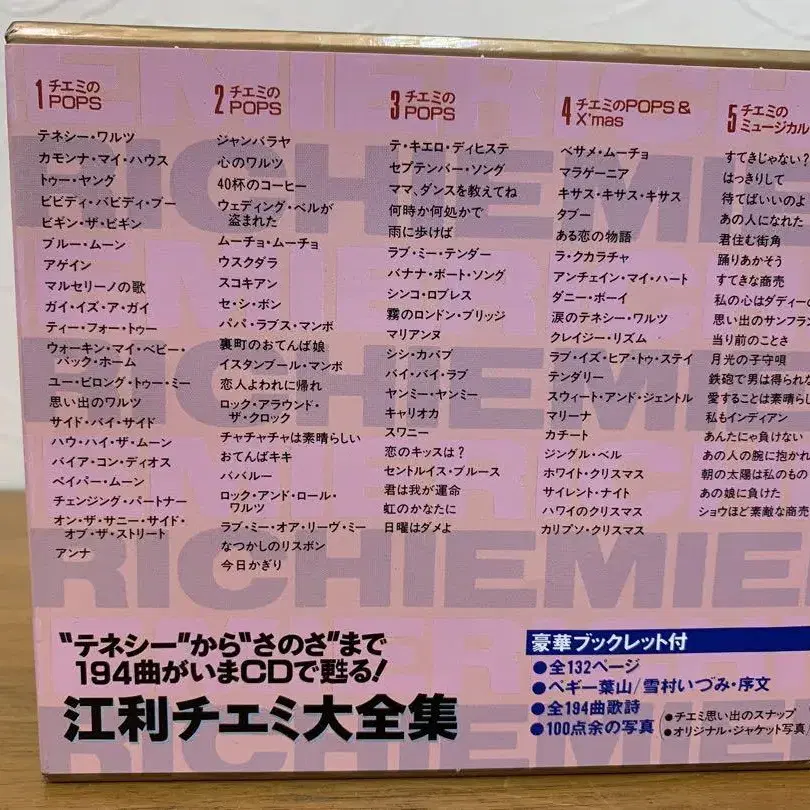 1 チエミの
POPS
テネシー・ワルツ
カモンナ・マイ・ハウス
トゥー・ヤング
ビビディ・バビディ・ブー
ビギン・ザ・ビギン
ブルー・ムーン
アゲイン
マルセリーノの歌
ガイ・イズ・ア・ガイ
ティー・フォー・トゥー
ウォーキン・マイ・ベビー・
バック・ホーム
ユー・ビロング・トゥー・ミー
思い出のワルツ
サイド・バイ・サイド
ハウ・ハイ・ザ・ムーン
バイア・コン・ディオス
ペイパー・ムーン
チェンジング・パートナー
オン・ザ・サニー・サイド・
オブ・ザ・ストリート
アンナ
2 チエミの
POPS
ジャンバラヤ
心のワルツ
40杯のコーヒー
ウェディング・ベルが
盗まれた
ムーチョ・ムーチョ
ウスクダラ
スコキアン
セ・シ・ボン
パパ・ラブス・マンボ
裏町のおてんば娘
イスタンブール・マンボ
恋人よわれに帰れ
ロック・アラウンド・
ザ・クロック
チャチャチャは素晴らしい
おてんばキキ
ババルー
ロック・アンド・ロール・
ワルツ
ラブ・ミー・オア・リーヴ・ミー
なつかしのリスボン
今日かぎり
3 チエミの
POPS
テ・キエロ・ディヒステ
セプテンバー・ソング
ママ、ダンスを教えてね
何時か何処かで
雨に歩けば
ラブ・ミー・テンダー
バナナ・ボート・ソング
シンコ・ロブレス
霧のロンドン・ブリッジ
マリアンヌ
シシ・カバブ
バイ・バイ・ラブ
ヤンミー・ヤンミー
キャリオカ
スワニー
恋のキッスは?
セントルイス・ブルース
君は我が運命
虹のかなたに
日曜はダメよ
4 チエミのPOPS &
X'mas
ベサメ・ムーチョ
マラゲーニア
キサス・キサス・キサス
タブー
ある恋の物語
ラ・クカラチャ
アンチェイン・マイ・ハート
ダニー・ボーイ
涙のテネシー・ワルツ
クレイジー・リズム
ラブ・イズ・ヒア・トゥ・ステイ
テンダリー
スウィート・アンド・ジェントル
マリーナ
カチート
ジングル・ベル
ホワイト・クリスマス
サイレント・ナイト
ハワイのクリスマス
カリプソ・クリスマス
5 チエミの
ミュージカル
すてきじゃない?
はっきりして
待てばいいのよ
あの人になれた
君住む街角
踊りあかそう
すてきな商売
私の心はダディーの
思い出のサンフラン
当り前のことさ
月光の子守唄
鉄砲で男は得られな
愛することは素晴らし
私もインディアン
あんたにゃ負けない
あの人の腕に抱かれ
朝の太陽は私のもの
あの娘に負けた
ショウほど素敵な商売
"テネシー"から"さのさ"まで
194曲がいまCDで甦る!
江利チエミ大全集
豪華ブックレット付
●全132ページ
●ペギー葉山/雪村いづみ・序文
●全194曲歌詩
●100点余の写真
●チエミ思い出のスナップ
●オリジナル・ジャケット写真